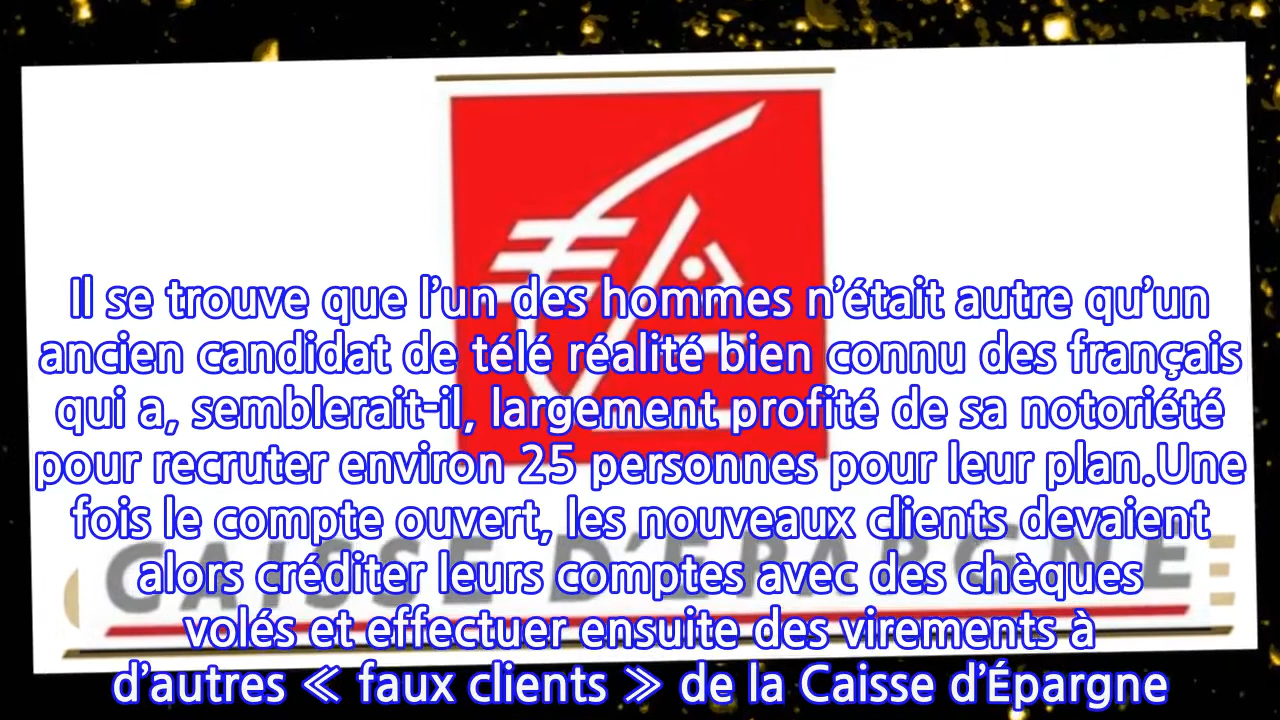 Il se trouve que l'un des hommes n'était autre qu'un
ancien candidat de télé réalité bien connu des français
qui a, semblerait-il, largement profité de sa notoriété
pour recruter environ 25 personnes pour leur plan.Une
fois le compte ouvert, les nouveaux clients devaient
alors créditer leurs comptes avec des chèques
volés et effectuer ensuite des virements à
d'autres ≪ faux clients ≫ de la Caisse d'Épargne
CAISSE D'EPARGNE